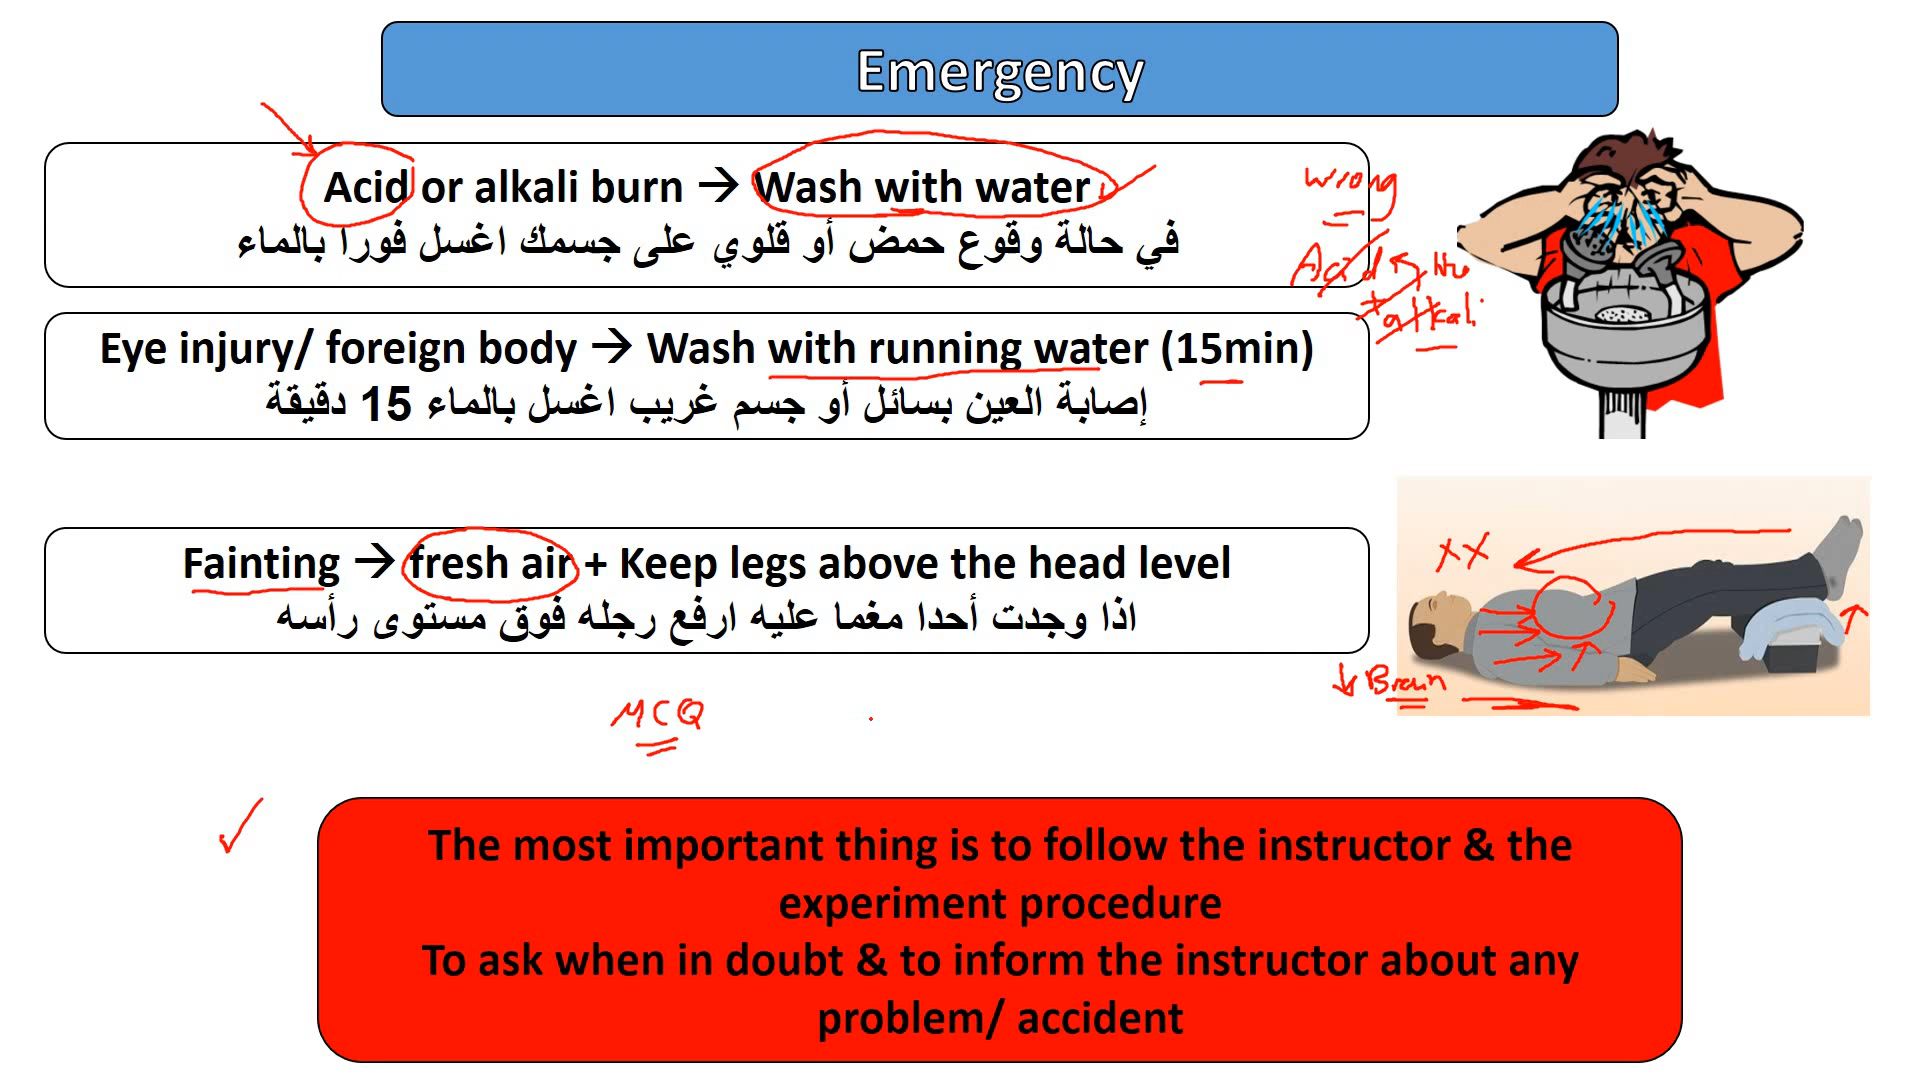 Emergency
Acid or alkali burn → Wash with water
في حالة وقوع حمض أو قلوي على جسمك اغسل فورا بالماء
wrong
Acid
+ alkali
Eye injury/ foreign body → Wash with running water (15min)
إصابة العين بسائل أو جسم غريب اغسل بالماء 15 دقيقة
Fainting → fresh air + Keep legs above the head level
اذا وجدت أحدا مغما عليه ارفع رجله فوق مستوى رأسه
XX
↓ Brain
MCQ
The most important thing is to follow the instructor & the
experiment procedure
To ask when in doubt & to inform the instructor about any
problem/ accident